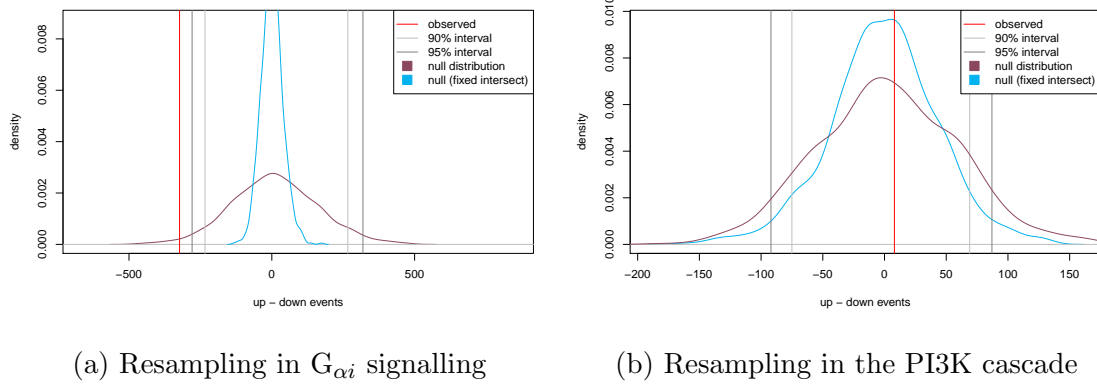 observed
90% interval
95% interval
null distribution
null (fixed intersect)
density
0.000 0.002 0.004 0.006 0.008
−500 0 500
up − down events
(a) Resampling in Gαi signalling
observed
90% interval
95% interval
null distribution
null (fixed intersect)
density
0.000 0.002 0.004 0.006 0.008 0.010
−200 −150 −100 −50 0 50 100 150
up − down events
(b) Resampling in the PI3K cascade